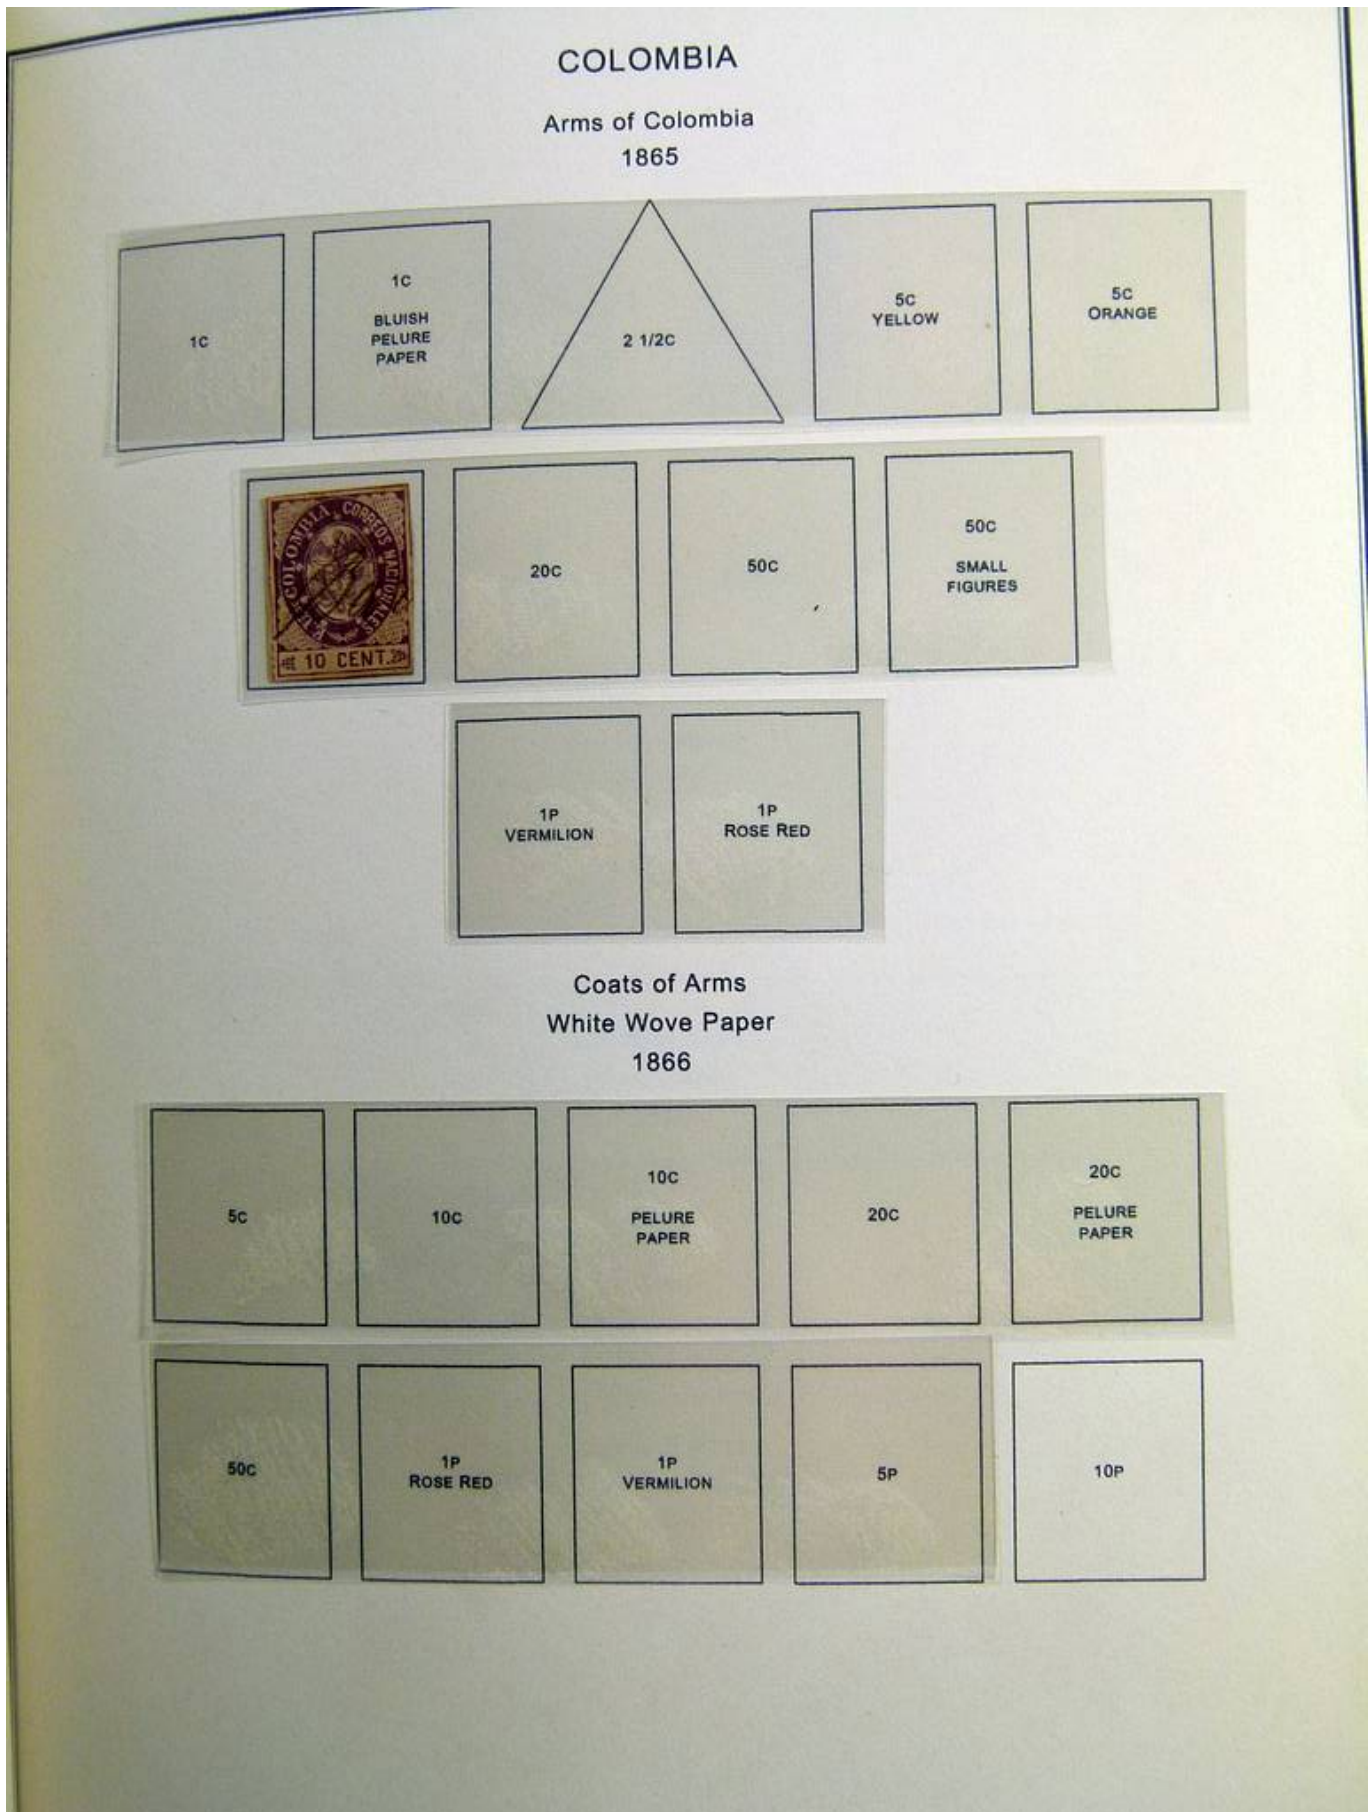 COLOMBIA
Arms of Colombia
1865
1C
1C
BLUISH
PELURE
PAPER
2 1/2C
5C
YELLOW
5C
ORANGE
E.U. DE COLOMBIA CORREOS NACIONALES
10 CENT.
20C
50C
50C
SMALL
FIGURES
1P
VERMILION
1P
ROSE RED
Coats of Arms
White Wove Paper
1866
5C
10C
10C
PELURE
PAPER
20C
20C
PELURE
PAPER
50C
1P
ROSE RED
1P
VERMILION
5P
10P